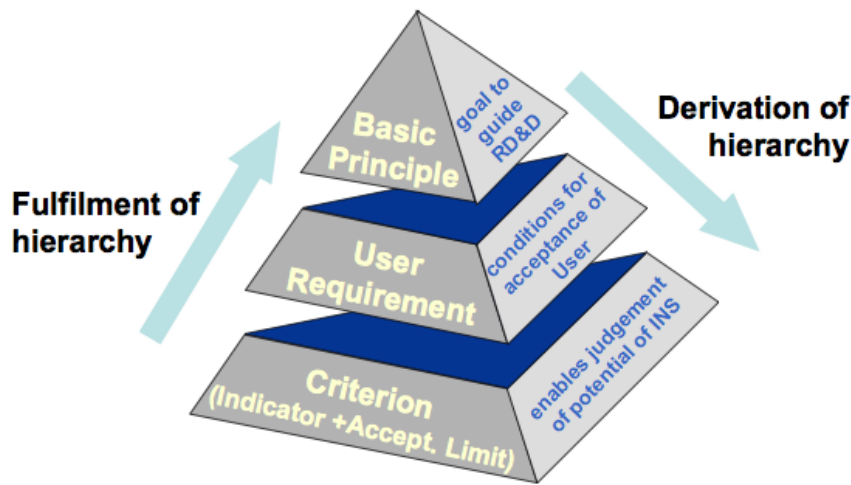 Basic
Principle
goal to
guide
RD&D
Derivation of
hierarchy
Fulfilment of
hierarchy
User
Requirement
conditions for
acceptance of
User
Criterion
(Indicator +Accept. Limit)
enables judgement
of potential of INS